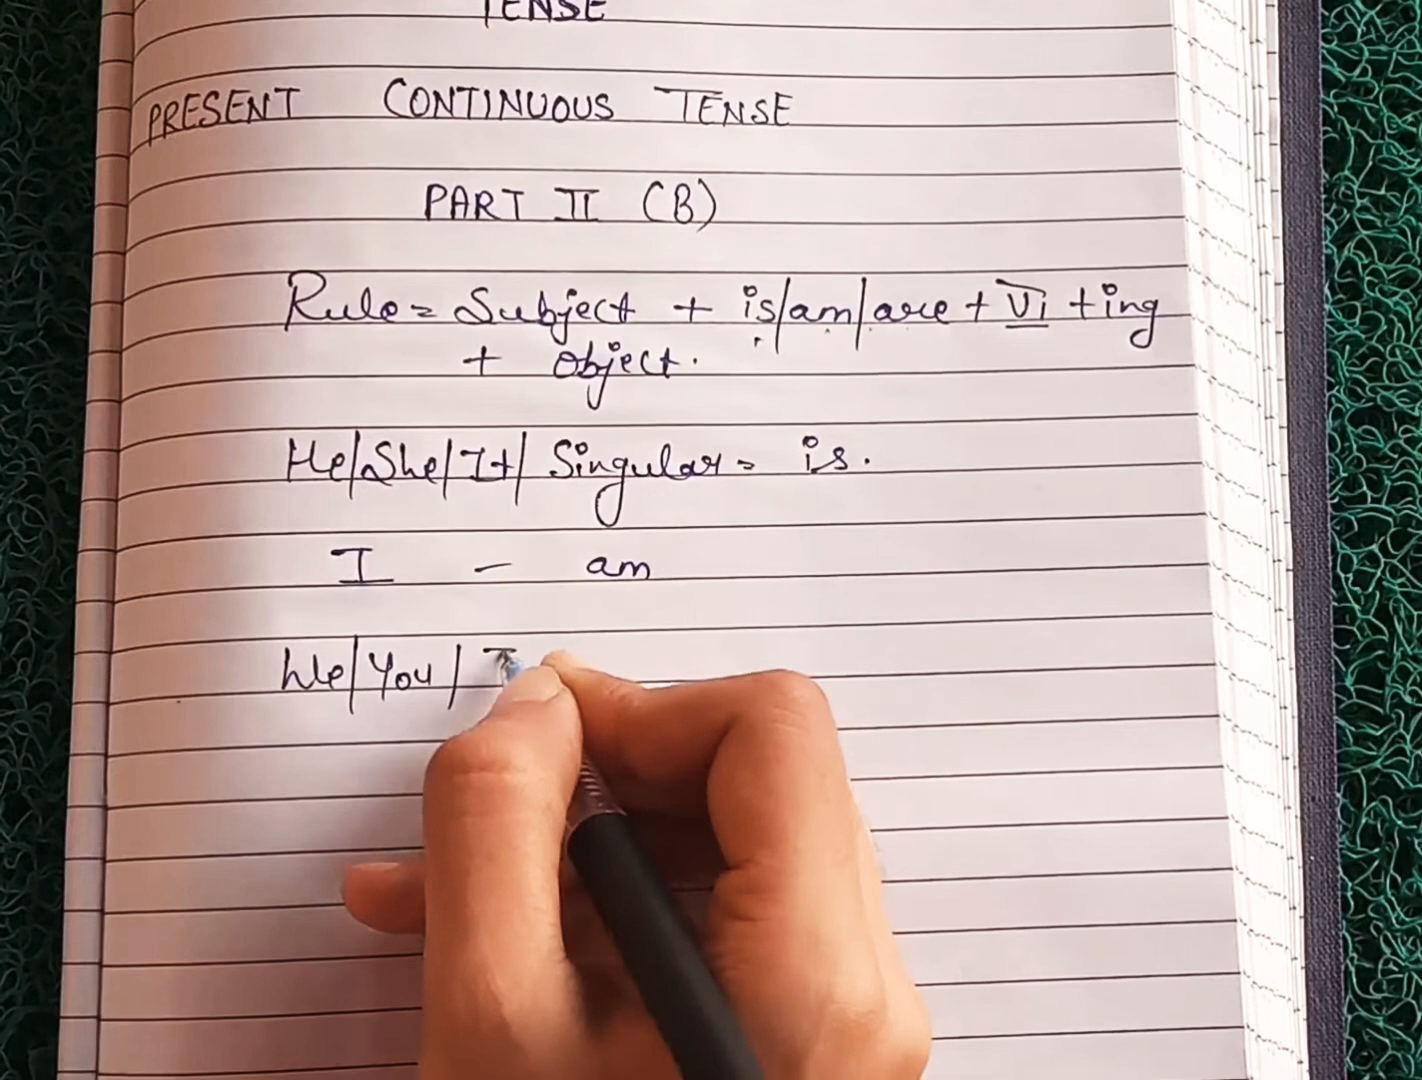 TENSE
PRESENT CONTINUOUS TENSE
PART II (B)
Rule= Subject + is/am/are + V1 +ing
+ object.
He/She/It/ Singular = is.
I - am
We/You/ T